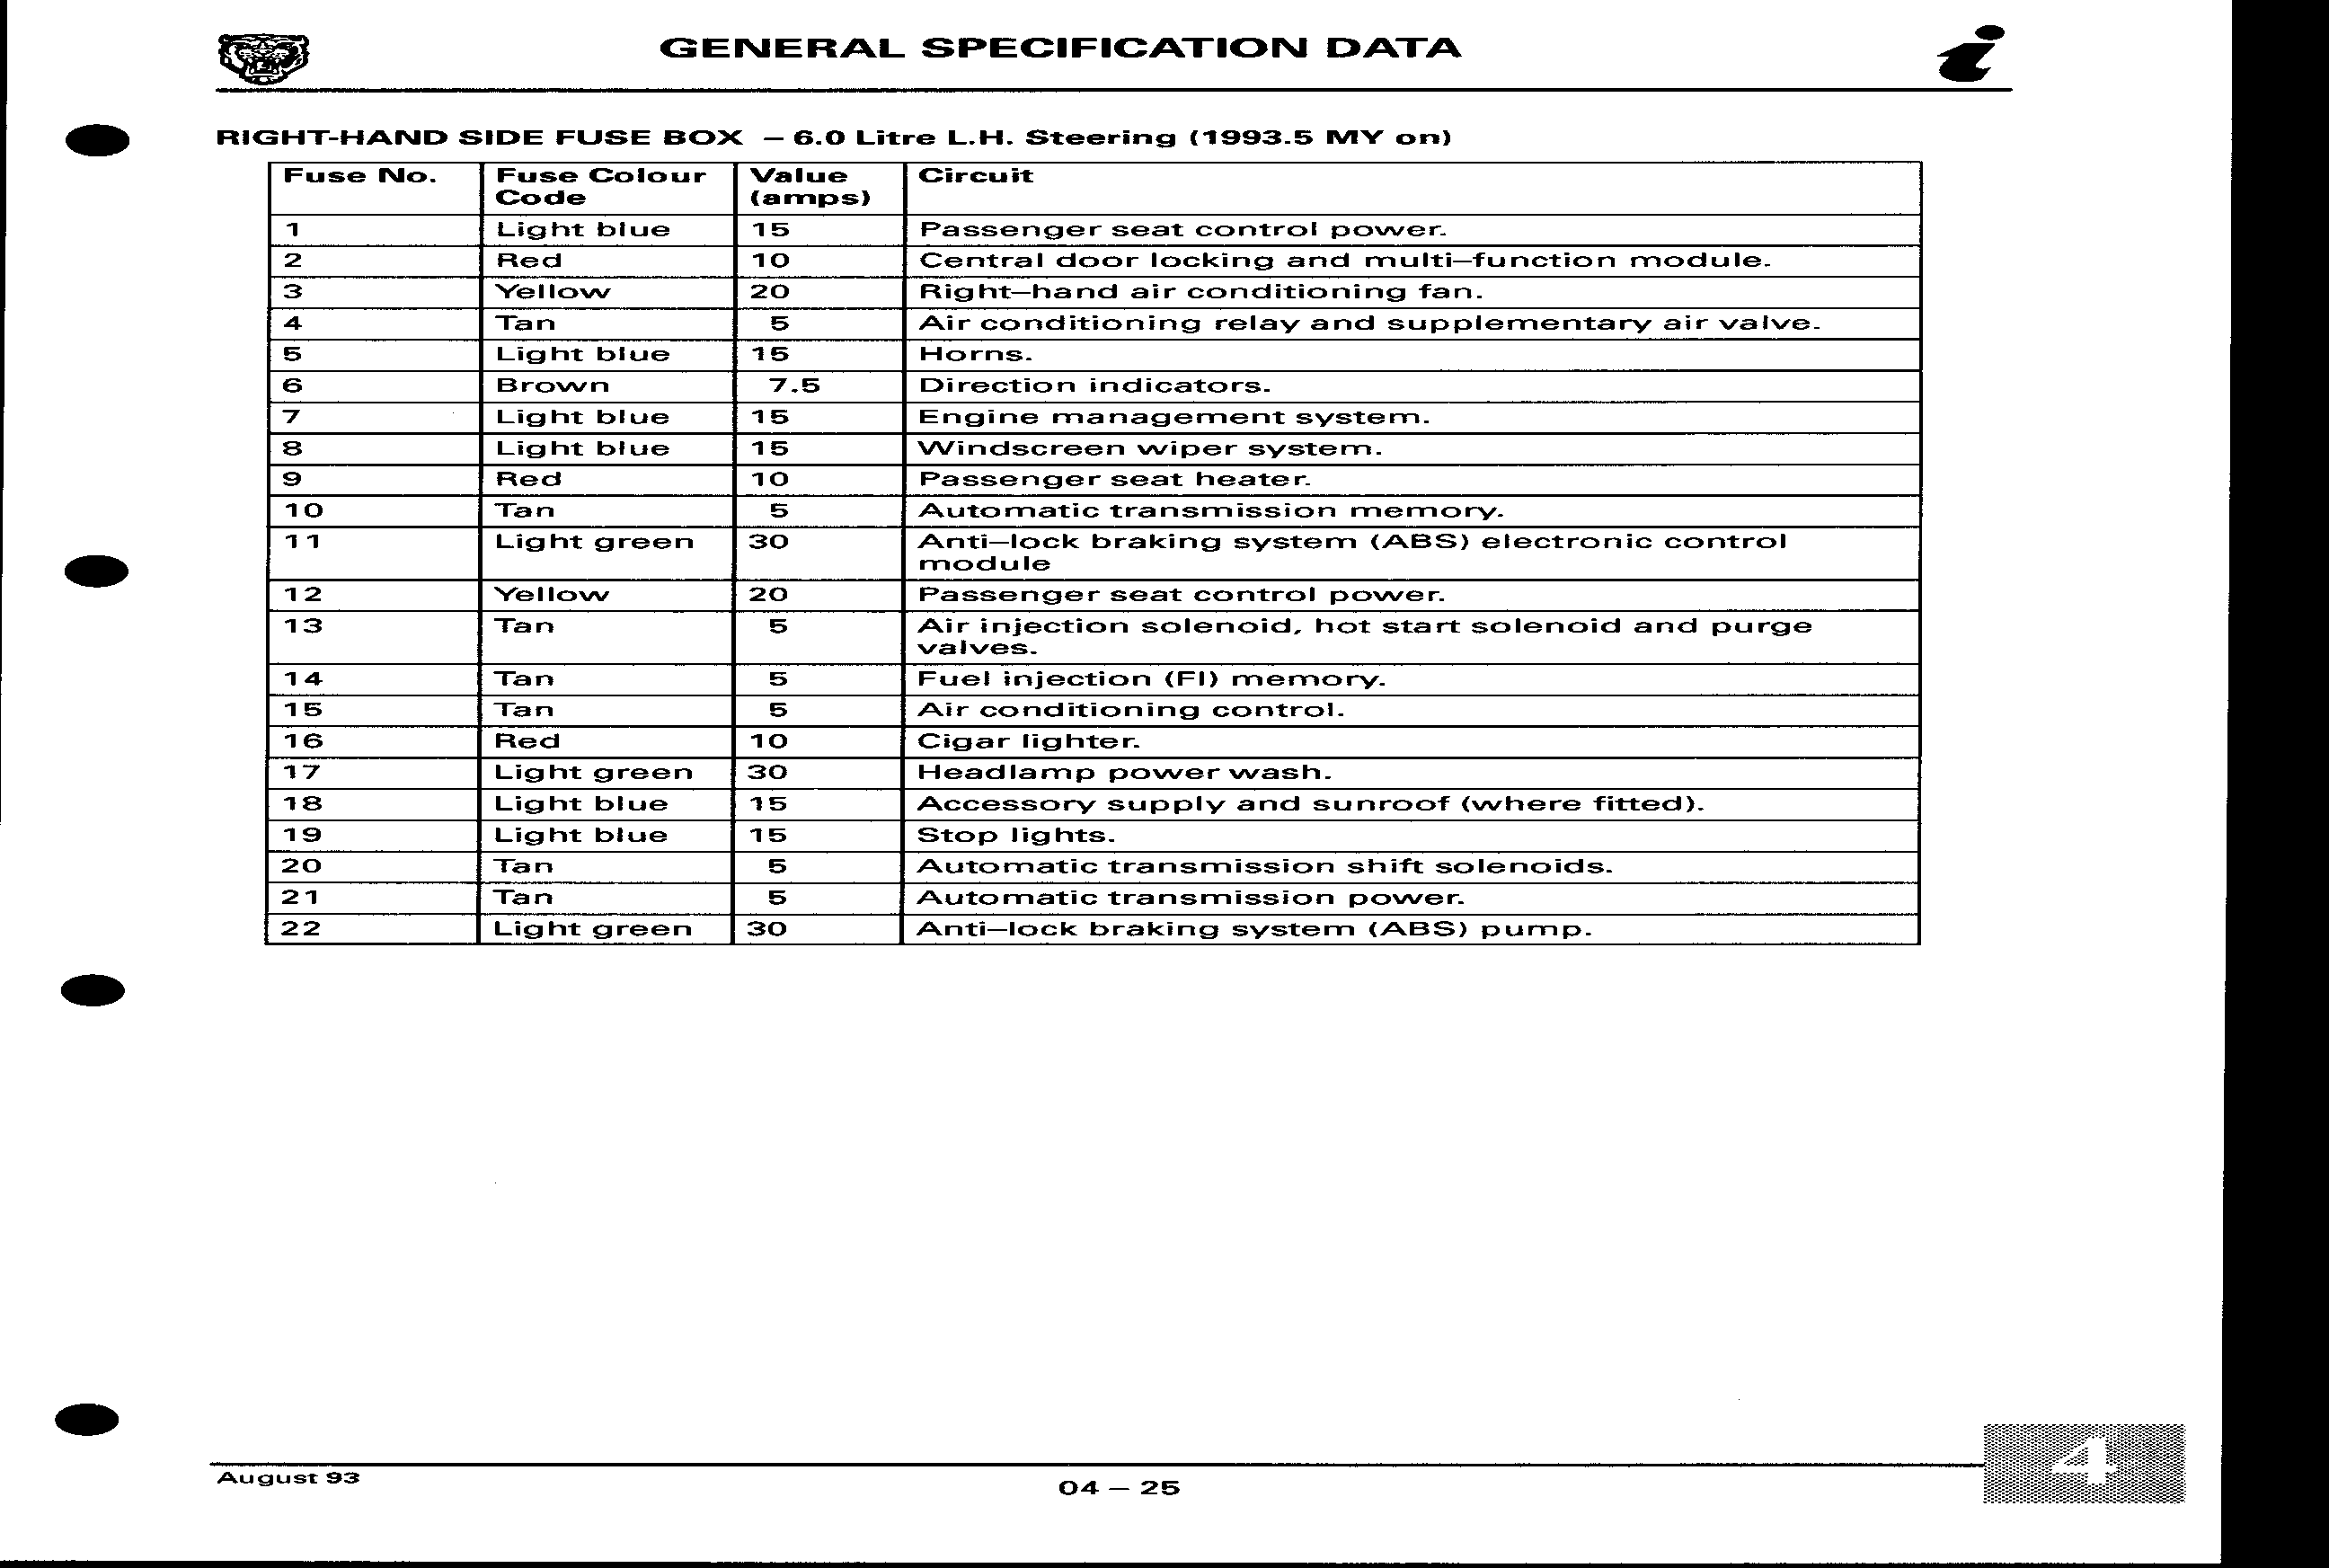 GENERAL SPECIFICATION DATA
RIGHT-HAND SIDE FUSE BOX – 6.0 Litre L.H. Steering (1993.5 MY on)
Fuse No. Fuse Colour Code Value (amps) Circuit
1 Light blue 15 Passenger seat control power.
2 Red 10 Central door locking and multi–function module.
3 Yellow 20 Right–hand air conditioning fan.
4 Tan 5 Air conditioning relay and supplementary air valve.
5 Light blue 15 Horns.
6 Brown 7.5 Direction indicators.
7 Light blue 15 Engine management system.
8 Light blue 15 Windscreen wiper system.
9 Red 10 Passenger seat heater.
10 Tan 5 Automatic transmission memory.
11 Light green 30 Anti–lock braking system (ABS) electronic control
module
12 Yellow 20 Passenger seat control power.
13 Tan 5 Air injection solenoid, hot start solenoid and purge
valves.
14 Tan 5 Fuel injection (FI) memory.
15 Tan 5 Air conditioning control.
16 Red 10 Cigar lighter.
17 Light green 30 Headlamp power wash.
18 Light blue 15 Accessory supply and sunroof (where fitted).
19 Light blue 15 Stop lights.
20 Tan 5 Automatic transmission shift solenoids.
21 Tan 5 Automatic transmission power.
22 Light green 30 Anti–lock braking system (ABS) pump.
August 93
04 – 25
4